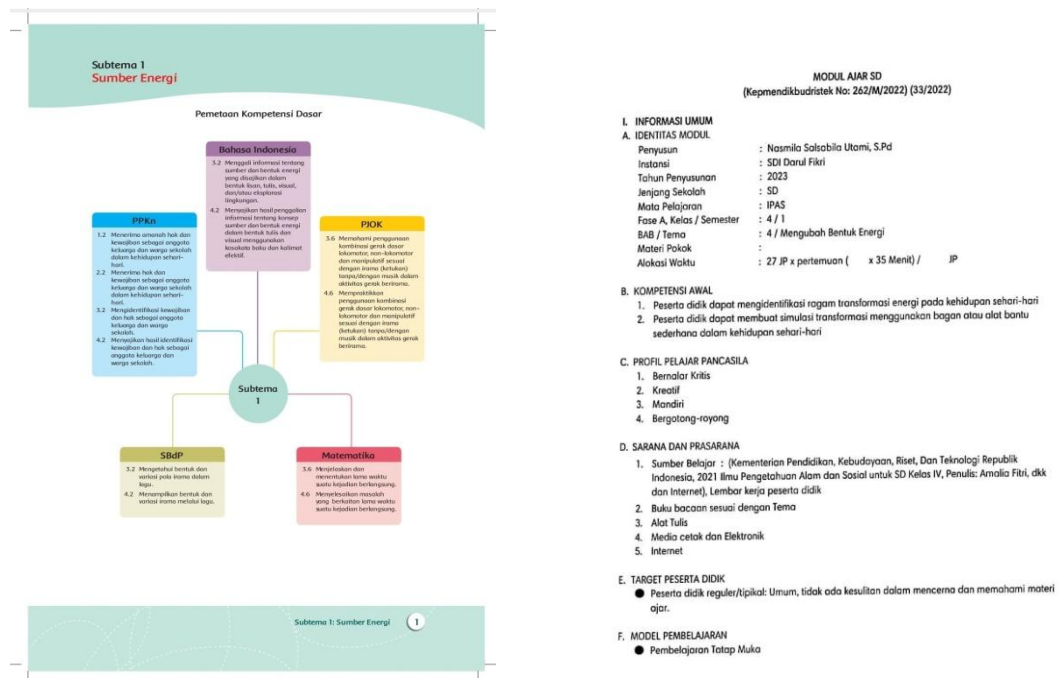 Subtema 1
Sumber Energi
Pemetaan Kompetensi Dasar
Bahasa Indonesia
3.2 Menggali informasi tentang
sumber dan bentuk energi
yang disajikan dalam
bentuk lisan, tulis, visual,
dan/atau eksplorasi
lingkungan.
4.2 Menyajikan hasil penggalian
informasi tentang konsep
sumber dan bentuk energi
dalam bentuk tulis dan
visual menggunakan
kosakata baku dan kalimat
efektif.
PPKn
1.2 Menerima amanah hak dan
kewajiban sebagai anggota
keluarga dan warga sekolah
dalam kehidupan sehari-
hari.
2.2 Menerima hak dan
kewajiban sebagai anggota
keluarga dan warga sekolah
dalam kehidupan sehari-
hari.
3.2 Mengidentifikasi kewajiban
dan hak sebagai anggota
keluarga dan warga
sekolah.
4.2 Menyajikan hasil identifikasi
kewajiban dan hak sebagai
anggota keluarga dan
warga sekolah.
PJOK
3.6 Memahami penggunaan
kombinasi gerak dasar
lokomotor, non-lokomotor
dan manipulatif sesuai
dengan irama (ketukan)
tanpa/dengan musik dalam
aktivitas gerak berirama.
4.6 Mempraktikkan
penggunaan kombinasi
gerak dasar lokomotor, non-
lokomotor dan manipulatif
sesuai dengan irama
(ketukan) tanpa/dengan
musik dalam aktivitas gerak
berirama.
Subtema
1
SBdP
3.2 Mengetahui bentuk dan
variasi pola irama dalam
lagu.
4.2 Menampilkan bentuk dan
variasi irama melalui lagu.
Matematika
3.6 Menjelaskan dan
menentukan lama waktu
suatu kejadian berlangsung.
4.6 Menyelesaikan masalah
yang berkaitan lama waktu
suatu kejadian berlangsung.
Subtema 1: Sumber Energi 1
MODUL AJAR SD
(Kepmendikbudristek No: 262/M/2022) (33/2022)
I. INFORMASI UMUM
A. IDENTITAS MODUL
Penyusun : Nasmila Salsabila Utami, S.Pd
Instansi : SDI Darul Fikri
Tahun Penyusunan : 2023
Jenjang Sekolah : SD
Mata Pelajaran : IPAS
Fase A, Kelas / Semester : 4 / 1
BAB / Tema : 4 / Mengubah Bentuk Energi
Materi Pokok :
Alokasi Waktu : 27 JP x pertemuan ( x 35 Menit) / JP
B. KOMPETENSI AWAL
1. Peserta didik dapat mengidentifikasi ragam transformasi energi pada kehidupan sehari-hari
2. Peserta didik dapat membuat simulasi transformasi menggunakan bagan atau alat bantu
sederhana dalam kehidupan sehari-hari
C. PROFIL PELAJAR PANCASILA
1. Bernalar Kritis
2. Kreatif
3. Mandiri
4. Bergotong-royong
D. SARANA DAN PRASARANA
1. Sumber Belajar : (Kementerian Pendidikan, Kebudayaan, Riset, Dan Teknologi Republik
Indonesia, 2021 Ilmu Pengetahuan Alam dan Sosial untuk SD Kelas IV, Penulis: Amalia Fitri, dkk
dan Internet), Lembar kerja peserta didik
2. Buku bacaan sesuai dengan Tema
3. Alat Tulis
4. Media cetak dan Elektronik
5. Internet
E. TARGET PESERTA DIDIK
● Peserta didik reguler/tipikal: Umum, tidak ada kesulitan dalam mencerna dan memahami materi
ajar.
F. MODEL PEMBELAJARAN
● Pembelajaran Tatap Muka